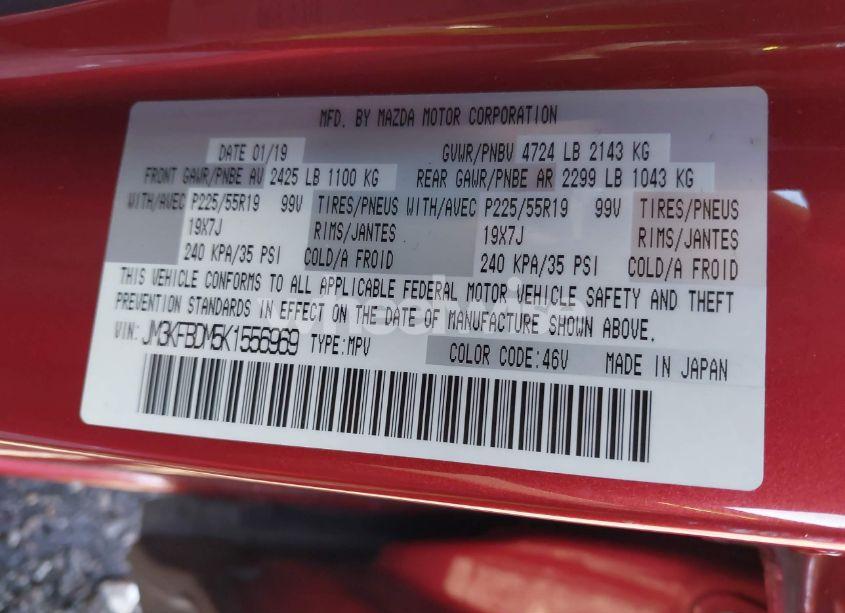 MFD. BY MAZDA MOTOR CORPORATION
DATE 01/19 GVWR/PNBV 4724 LB 2143 KG
FRONT GAWR/PNBE AV 2425 LB 1100 KG REAR GAWR/PNBE AR 2299 LB 1043 KG
WITH/AVEC P225/55R19 99V TIRES/PNEUS WITH/AVEC P225/55R19 99V TIRES/PNEUS
19X7J RIMS/JANTES 19X7J RIMS/JANTES
240 KPA/35 PSI COLD/A FROID 240 KPA/35 PSI COLD/A FROID
THIS VEHICLE CONFORMS TO ALL APPLICABLE FEDERAL MOTOR VEHICLE SAFETY AND THEFT
PREVENTION STANDARDS IN EFFECT ON THE DATE OF MANUFACTURE SHOWN ABOVE.
VIN: JM3KFBDM5K1556969 TYPE:MPV COLOR CODE:46V MADE IN JAPAN